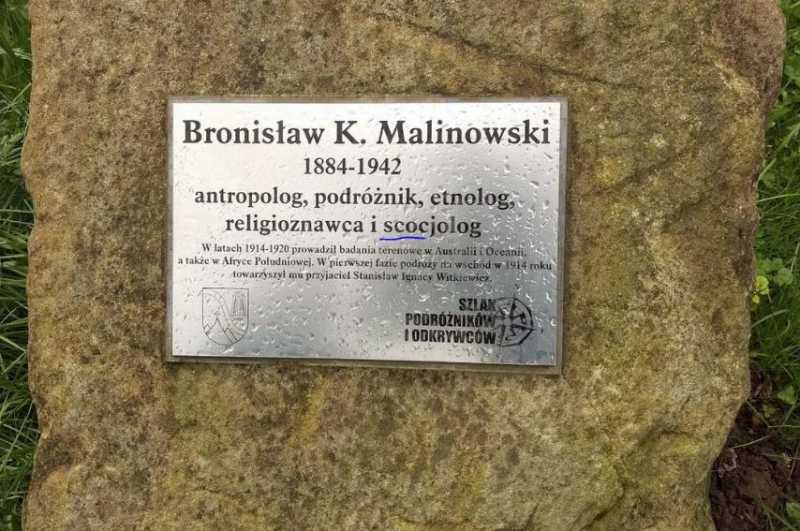 Bronisław K. Malinowski
1884-1942
antropolog, podróżnik, etnolog,
religioznawca i scocjolog
W latach 1914-1920 prowadził badania terenowe w Australii i Oceanii,
a także w Afryce Południowej. W pierwszej fazie podróży na wschód w 1914 roku
towarzyszył mu przyjaciel Stanisław Ignacy Witkiewicz.
SZLAK
PODRÓŻNIKÓW
I ODKRYWCÓW